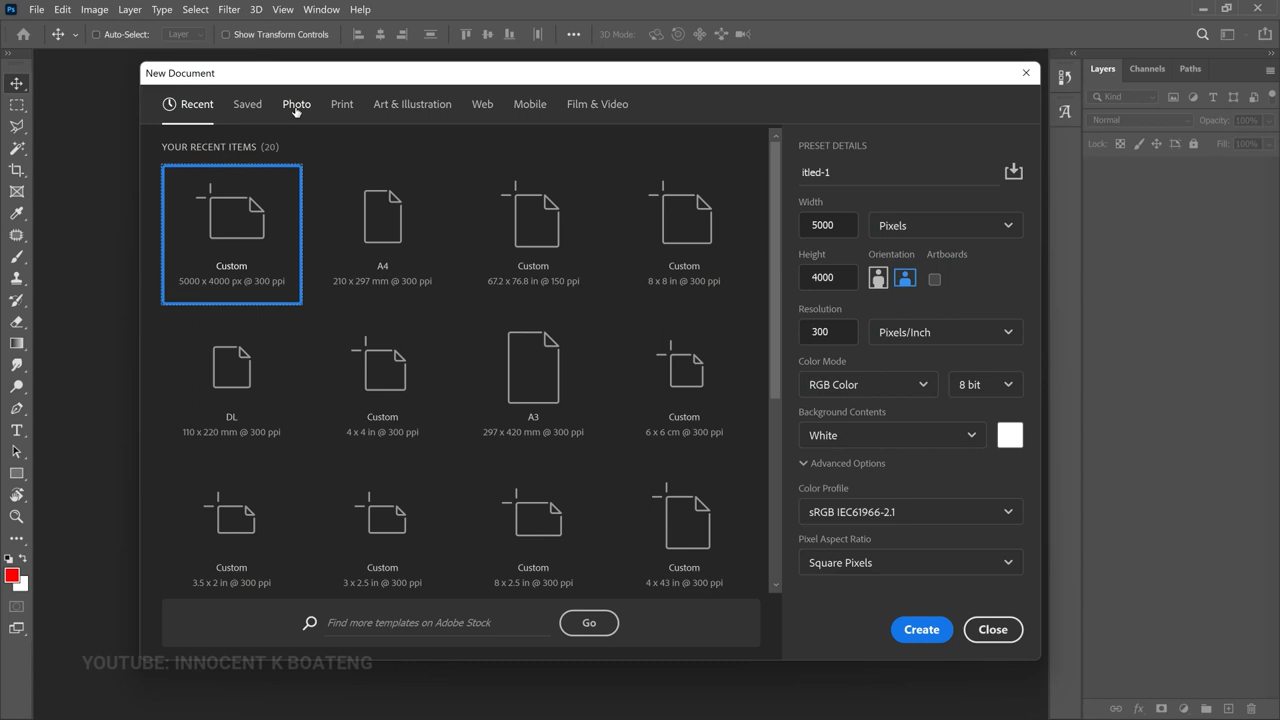 Ps File Edit Image Layer Type Select Filter 3D View Window Help
Auto-Select: Layer Show Transform Controls 3D Mode:
New Document
Recent Saved Photo Print Art & Illustration Web Mobile Film & Video
YOUR RECENT ITEMS (20)
Custom
5000 x 4000 px @ 300 ppi
A4
210 x 297 mm @ 300 ppi
Custom
67.2 x 76.8 in @ 150 ppi
Custom
8 x 8 in @ 300 ppi
DL
110 x 220 mm @ 300 ppi
Custom
4 x 4 in @ 300 ppi
A3
297 x 420 mm @ 300 ppi
Custom
6 x 6 cm @ 300 ppi
Custom
3.5 x 2 in @ 300 ppi
Custom
3 x 2.5 in @ 300 ppi
Custom
8 x 2.5 in @ 300 ppi
Custom
4 x 43 in @ 300 ppi
Find more templates on Adobe Stock
Go
PRESET DETAILS
itled-1
Width
5000 Pixels
Height Orientation Artboards
4000
Resolution
300 Pixels/Inch
Color Mode
RGB Color 8 bit
Background Contents
White
Advanced Options
Color Profile
sRGB IEC61966-2.1
Pixel Aspect Ratio
Square Pixels
Create Close
Layers Channels Paths
Kind
Normal Opacity: 100%
Lock: Fill: 100%
YOUTUBE: INNOCENT K BOATENG